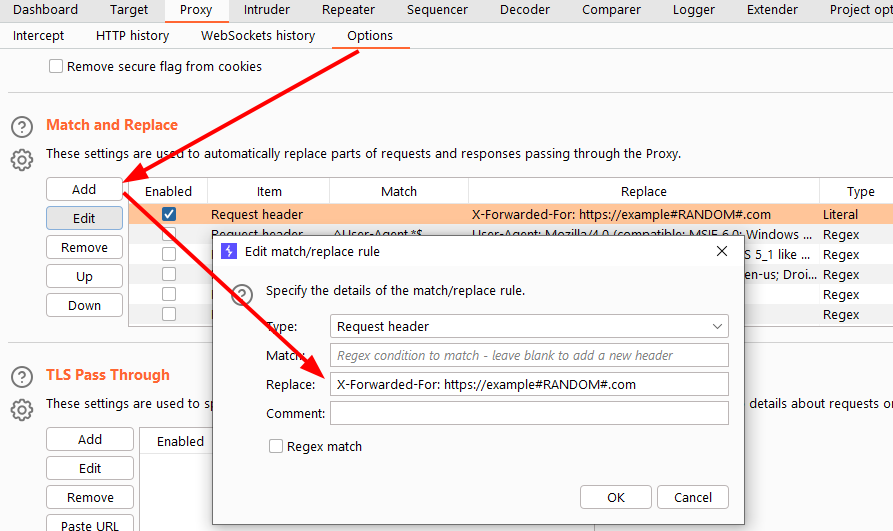 Dashboard Target Proxy Intruder Repeater Sequencer Decoder Comparer Logger Extender Project opt
Intercept HTTP history WebSockets history Options
Remove secure flag from cookies
Match and Replace
These settings are used to automatically replace parts of requests and responses passing through the Proxy.
Add Enabled Item Match Replace Type
Edit Request header X-Forwarded-For: https://example#RANDOM#.com Literal
Request header ^User-Agent.*$ User-Agent: Mozilla/4.0 (compatible; MSIE 6.0; Windows ... Regex
Remove S 5_1 like ... Regex
Up en-us; Droi... Regex
Regex
Down Regex
Edit match/replace rule
Specify the details of the match/replace rule.
Type: Request header
Match: Regex condition to match - leave blank to add a new header
Replace: X-Forwarded-For: https://example#RANDOM#.com
Comment:
Regex match
OK Cancel
TLS Pass Through
These settings are used to sp details about requests or
Add Enabled
Edit
Remove
Paste URL